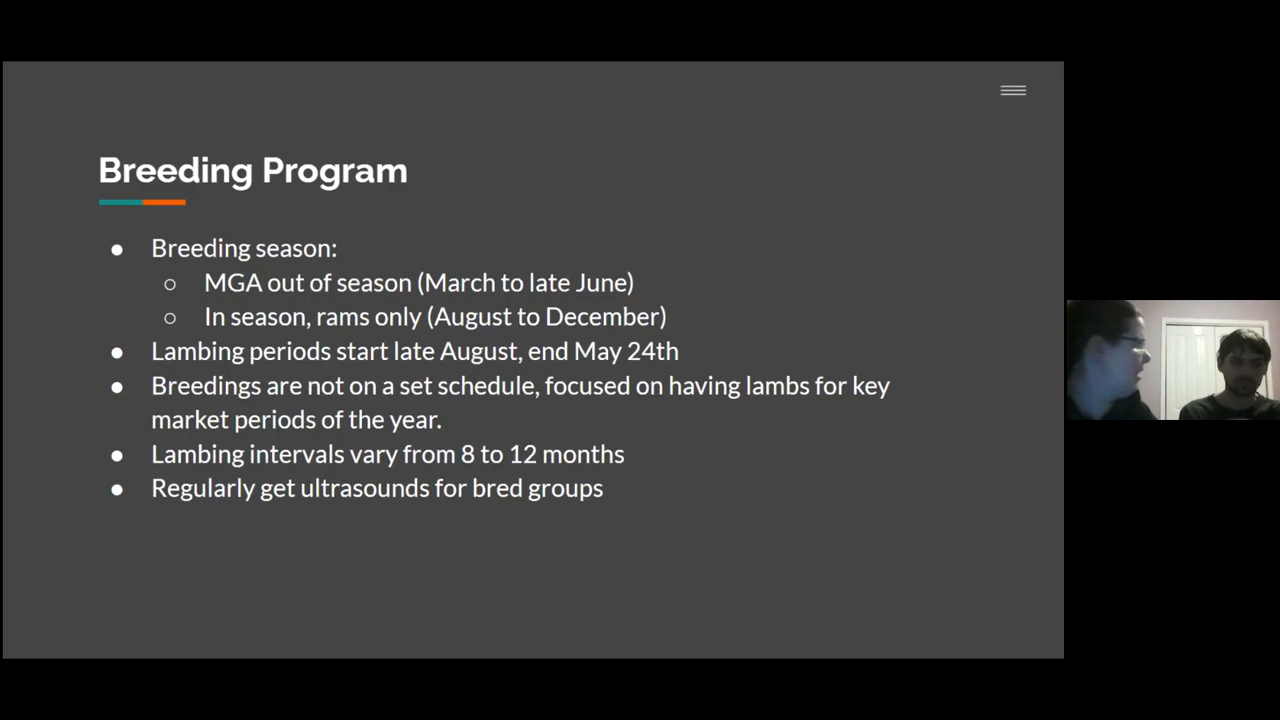 Breeding Program
● Breeding season:
○ MGA out of season (March to late June)
○ In season, rams only (August to December)
● Lambing periods start late August, end May 24th
● Breedings are not on a set schedule, focused on having lambs for key
market periods of the year.
● Lambing intervals vary from 8 to 12 months
● Regularly get ultrasounds for bred groups